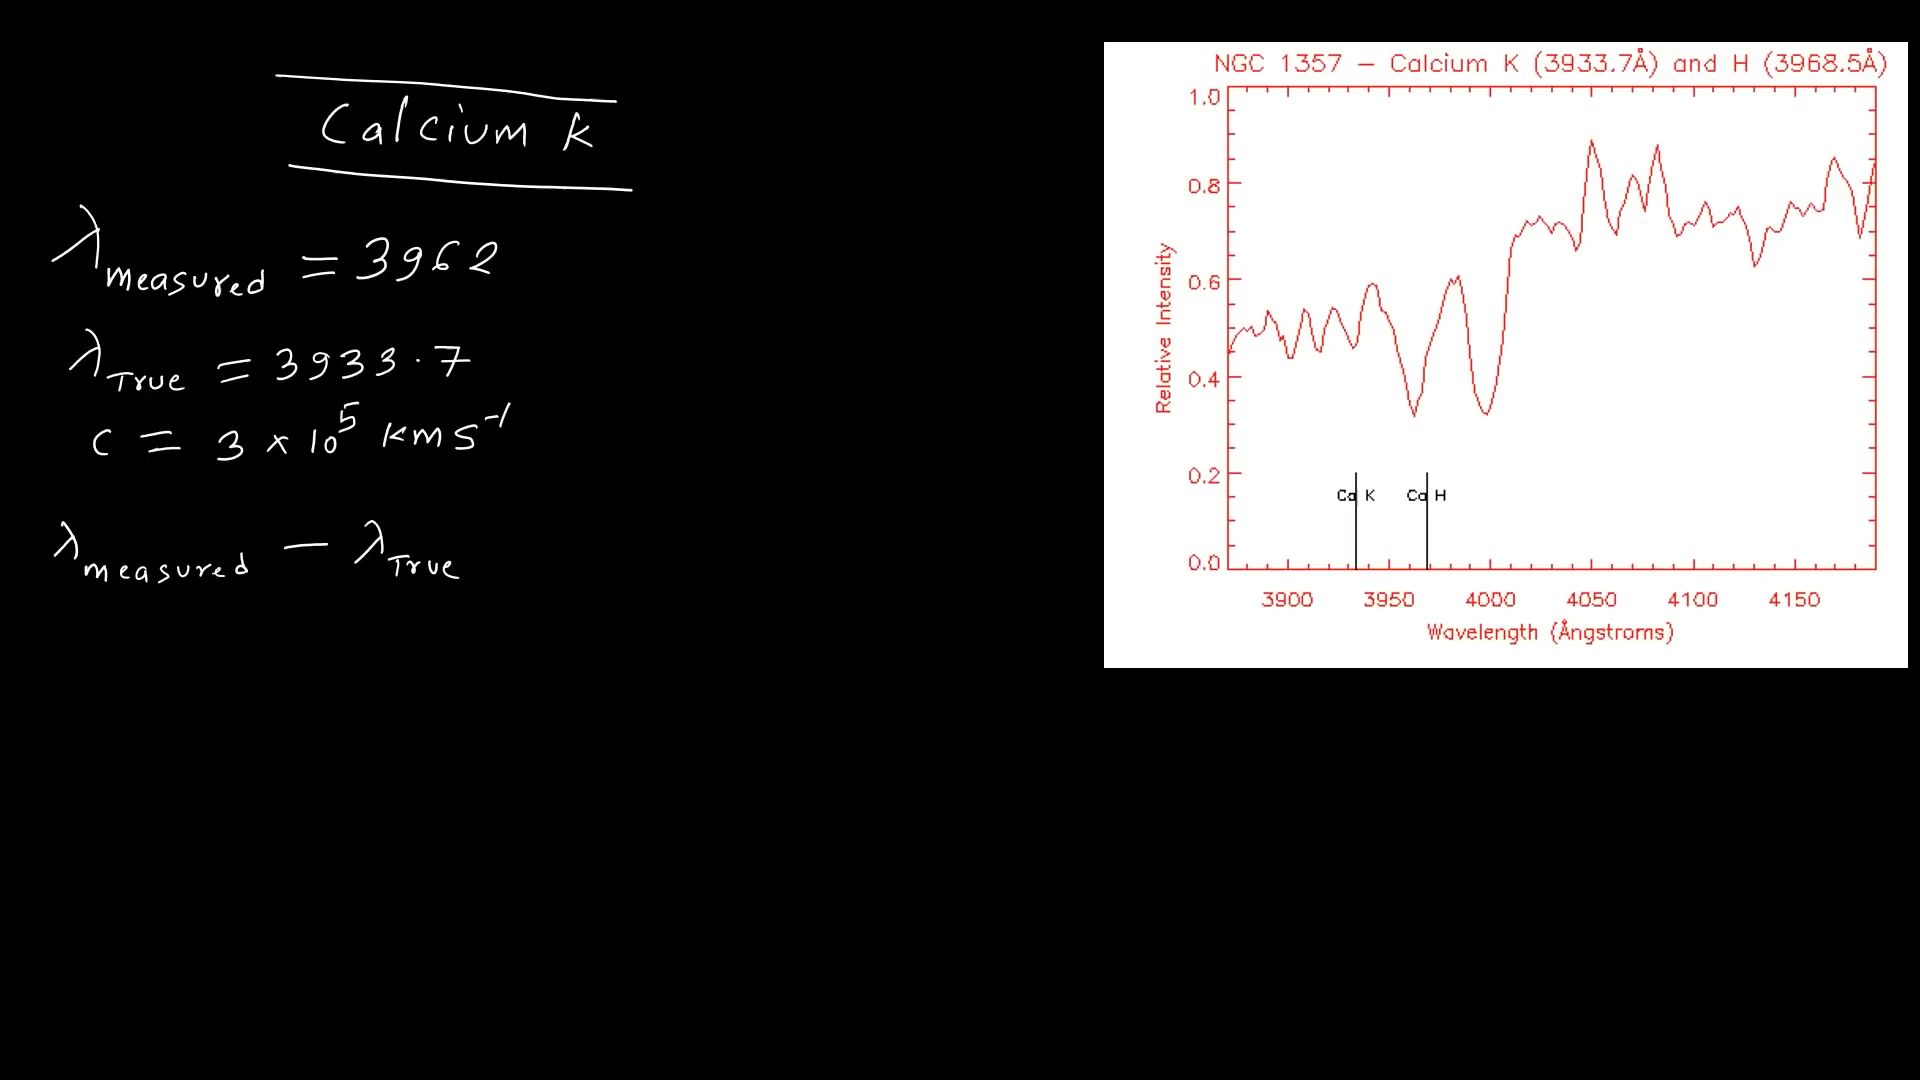 Calcium k
λmeasured = 3962
λTrue = 3933.7
c = 3 × 10⁵ kms⁻¹
λmeasured − λTrue
NGC 1357 – Calcium K (3933.7Å) and H (3968.5Å)
1.0
0.8
0.6
0.4
0.2
0.0
Relative Intensity
Ca K Ca H
3900 3950 4000 4050 4100 4150
Wavelength (Ångstroms)